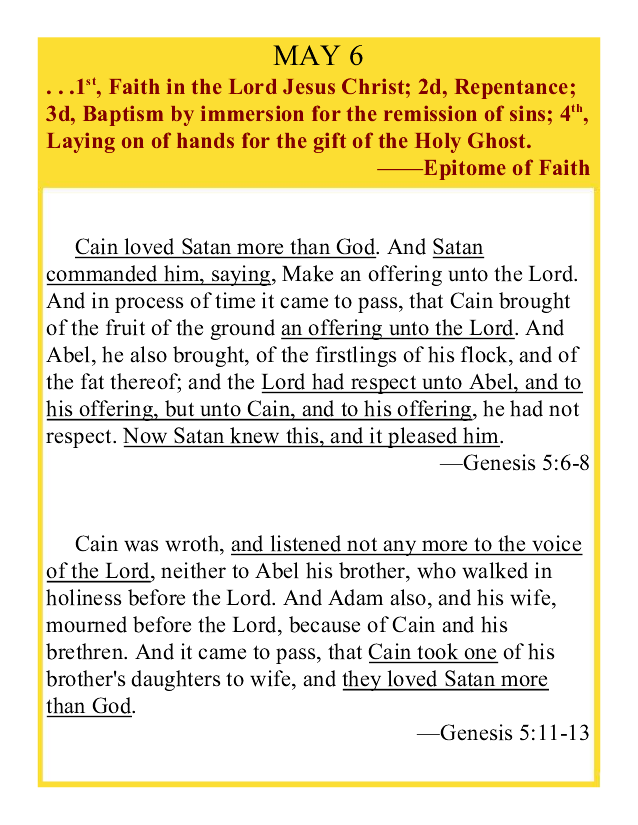 MAY 6
. . .1st, Faith in the Lord Jesus Christ; 2d, Repentance;
3d, Baptism by immersion for the remission of sins; 4th,
Laying on of hands for the gift of the Holy Ghost.
——Epitome of Faith
Cain loved Satan more than God. And Satan
commanded him, saying, Make an offering unto the Lord.
And in process of time it came to pass, that Cain brought
of the fruit of the ground an offering unto the Lord. And
Abel, he also brought, of the firstlings of his flock, and of
the fat thereof; and the Lord had respect unto Abel, and to
his offering, but unto Cain, and to his offering, he had not
respect. Now Satan knew this, and it pleased him.
—Genesis 5:6-8
Cain was wroth, and listened not any more to the voice
of the Lord, neither to Abel his brother, who walked in
holiness before the Lord. And Adam also, and his wife,
mourned before the Lord, because of Cain and his
brethren. And it came to pass, that Cain took one of his
brother's daughters to wife, and they loved Satan more
than God.
—Genesis 5:11-13